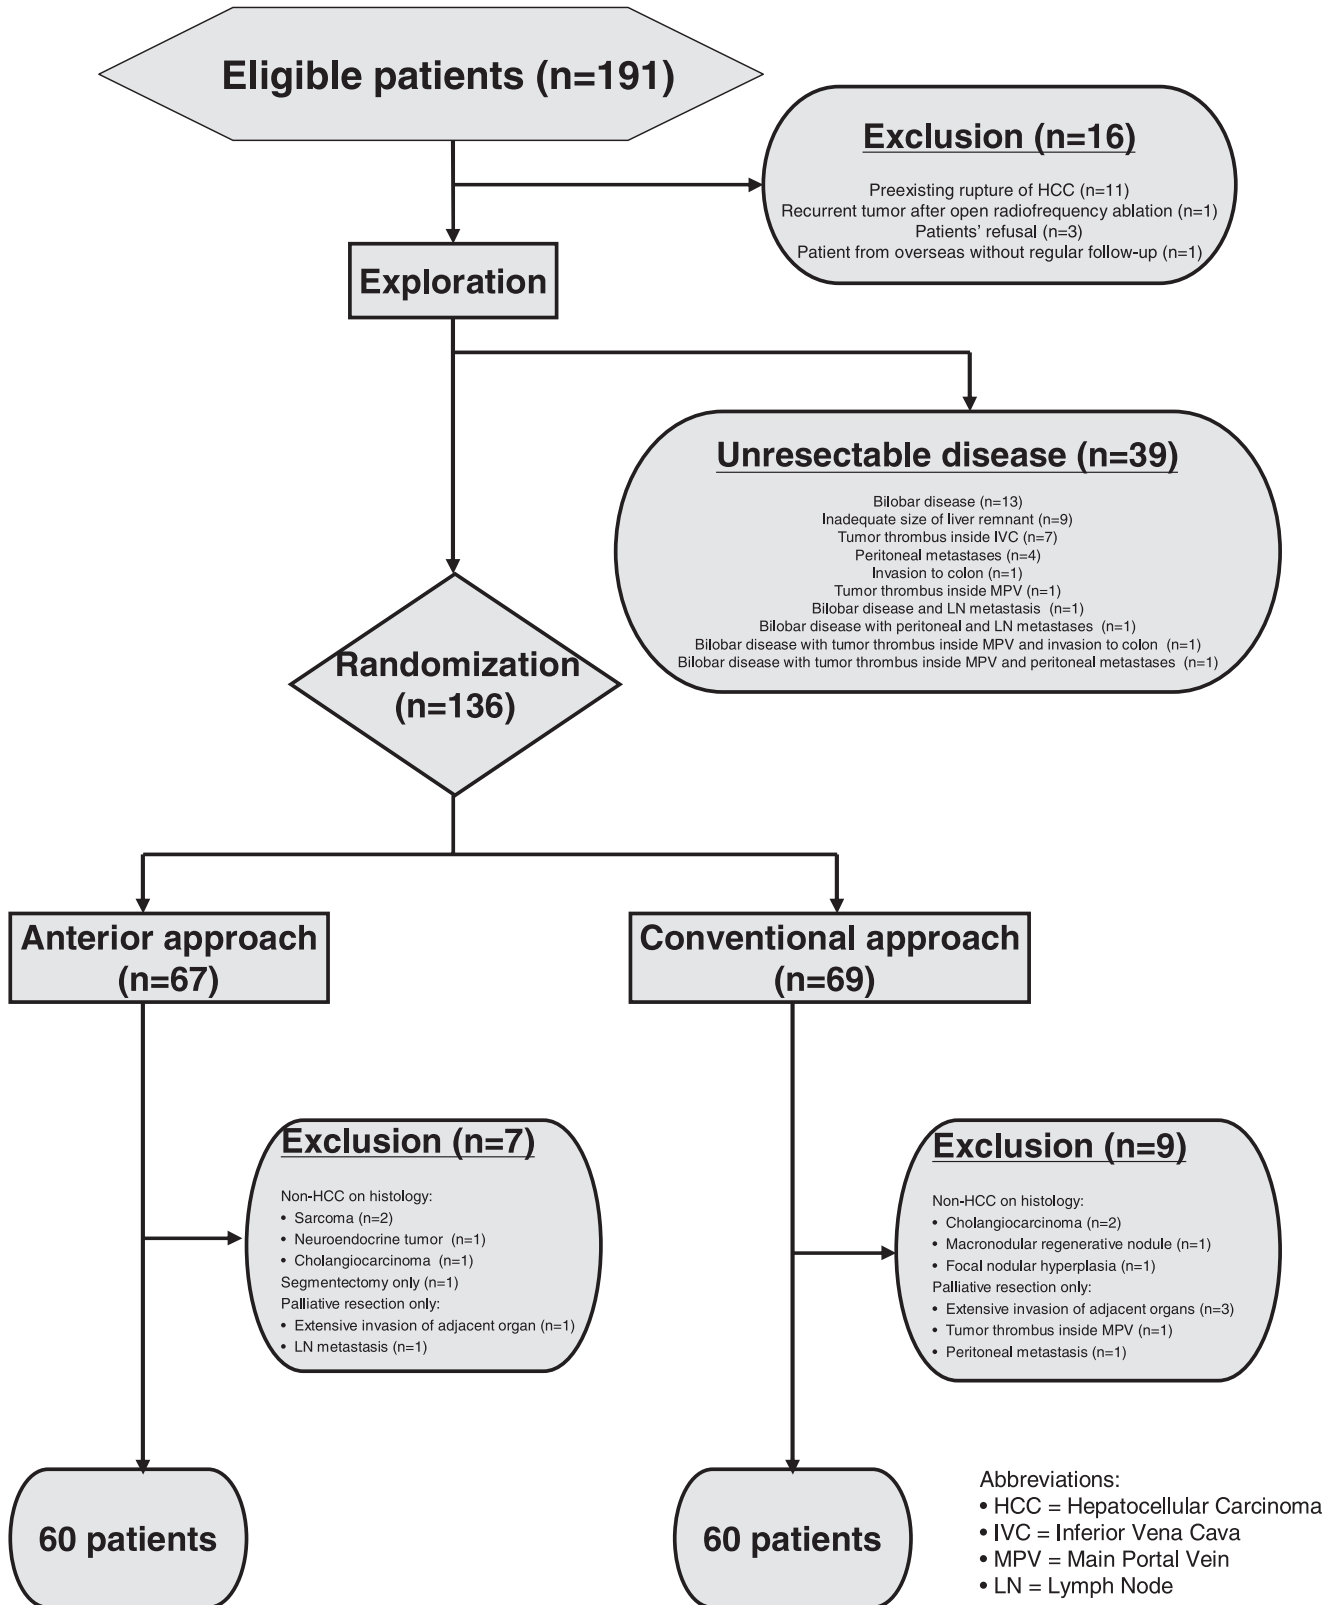 Eligible patients (n=191)
Exclusion (n=16)
Preexisting rupture of HCC (n=11)
Recurrent tumor after open radiofrequency ablation (n=1)
Patients' refusal (n=3)
Patient from overseas without regular follow-up (n=1)
Exploration
Unresectable disease (n=39)
Bilobar disease (n=13)
Inadequate size of liver remnant (n=9)
Tumor thrombus inside IVC (n=7)
Peritoneal metastases (n=4)
Invasion to colon (n=1)
Tumor thrombus inside MPV (n=1)
Bilobar disease and LN metastasis (n=1)
Bilobar disease with peritoneal and LN metastases (n=1)
Bilobar disease with tumor thrombus inside MPV and invasion to colon (n=1)
Bilobar disease with tumor thrombus inside MPV and peritoneal metastases (n=1)
Randomization
(n=136)
Anterior approach
(n=67)
Conventional approach
(n=69)
Exclusion (n=7)
Non-HCC on histology:
• Sarcoma (n=2)
• Neuroendocrine tumor (n=1)
• Cholangiocarcinoma (n=1)
Segmentectomy only (n=1)
Palliative resection only:
• Extensive invasion of adjacent organ (n=1)
• LN metastasis (n=1)
Exclusion (n=9)
Non-HCC on histology:
• Cholangiocarcinoma (n=2)
• Macronodular regenerative nodule (n=1)
• Focal nodular hyperplasia (n=1)
Palliative resection only:
• Extensive invasion of adjacent organs (n=3)
• Tumor thrombus inside MPV (n=1)
• Peritoneal metastasis (n=1)
60 patients
60 patients
Abbreviations:
• HCC = Hepatocellular Carcinoma
• IVC = Inferior Vena Cava
• MPV = Main Portal Vein
• LN = Lymph Node